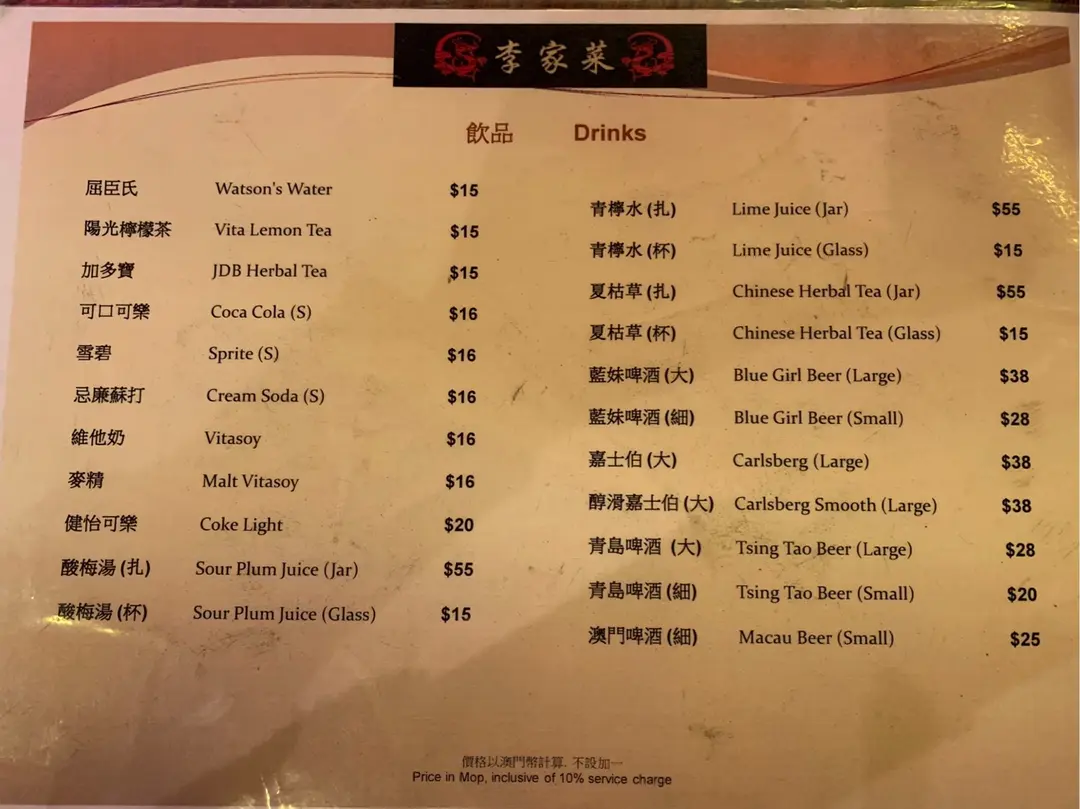 李家菜
飲品 Drinks
屈臣氏 Watson's Water $15
陽光檸檬茶 Vita Lemon Tea $15
加多寶 JDB Herbal Tea $15
可口可樂 Coca Cola (S) $16
雪碧 Sprite (S) $16
忌廉蘇打 Cream Soda (S) $16
維他奶 Vitasoy $16
麥精 Malt Vitasoy $16
健怡可樂 Coke Light $20
酸梅湯 (扎) Sour Plum Juice (Jar) $55
酸梅湯 (杯) Sour Plum Juice (Glass) $15
青檸水 (扎) Lime Juice (Jar) $55
青檸水 (杯) Lime Juice (Glass) $15
夏枯草 (扎) Chinese Herbal Tea (Jar) $55
夏枯草 (杯) Chinese Herbal Tea (Glass) $15
藍妹啤酒 (大) Blue Girl Beer (Large) $38
藍妹啤酒 (細) Blue Girl Beer (Small) $28
嘉士伯 (大) Carlsberg (Large) $38
醇滑嘉士伯 (大) Carlsberg Smooth (Large) $38
青島啤酒 (大) Tsing Tao Beer (Large) $28
青島啤酒 (細) Tsing Tao Beer (Small) $20
澳門啤酒 (細) Macau Beer (Small) $25
價格以澳門幣計算. 不設加一
Price in Mop, inclusive of 10% service charge